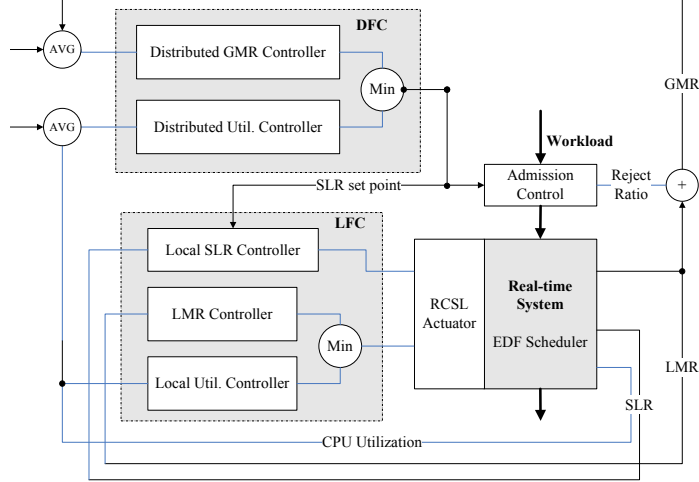 DFC
AVG
Distributed GMR Controller
Min
GMR
AVG
Distributed Util. Controller
Workload
SLR set point
Admission
Control
Reject
Ratio
+
LFC
Local SLR Controller
RCSL
Actuator
Real-time
System
EDF Scheduler
LMR Controller
Min
Local Util. Controller
LMR
SLR
CPU Utilization